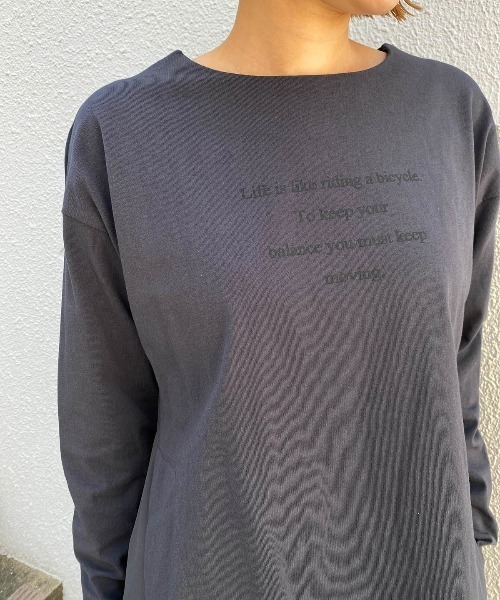 Life is like riding a bicycle.
To keep your
balance you must keep
moving.